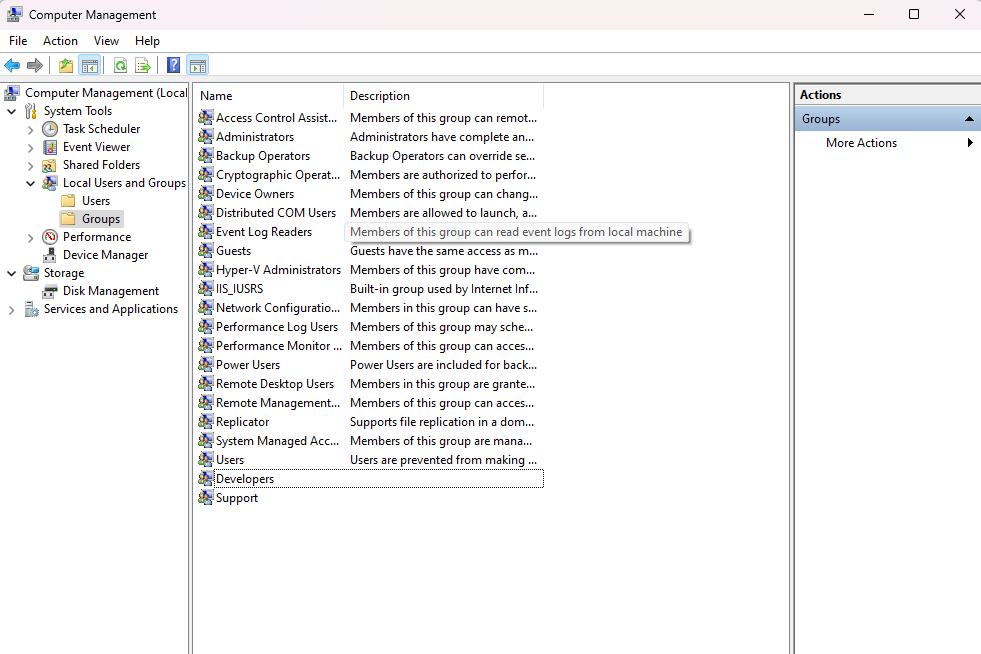 Computer Management
File Action View Help
Computer Management (Local
System Tools
Task Scheduler
Event Viewer
Shared Folders
Local Users and Groups
Users
Groups
Performance
Device Manager
Storage
Disk Management
Services and Applications
Name Description
Access Control Assist... Members of this group can remot...
Administrators Administrators have complete an...
Backup Operators Backup Operators can override se...
Cryptographic Operat... Members are authorized to perfor...
Device Owners Members of this group can chang...
Distributed COM Users Members are allowed to launch, a...
Event Log Readers Members of this group can read event logs from local machine
Guests Guests have the same access as m...
Hyper-V Administrators Members of this group have com...
IIS_IUSRS Built-in group used by Internet Inf...
Network Configuratio... Members in this group can have s...
Performance Log Users Members of this group may sche...
Performance Monitor ... Members of this group can acces...
Power Users Power Users are included for back...
Remote Desktop Users Members in this group are grante...
Remote Management... Members of this group can acces...
Replicator Supports file replication in a dom...
System Managed Acc... Members of this group are mana...
Users Users are prevented from making ...
Developers
Support
Actions
Groups
More Actions